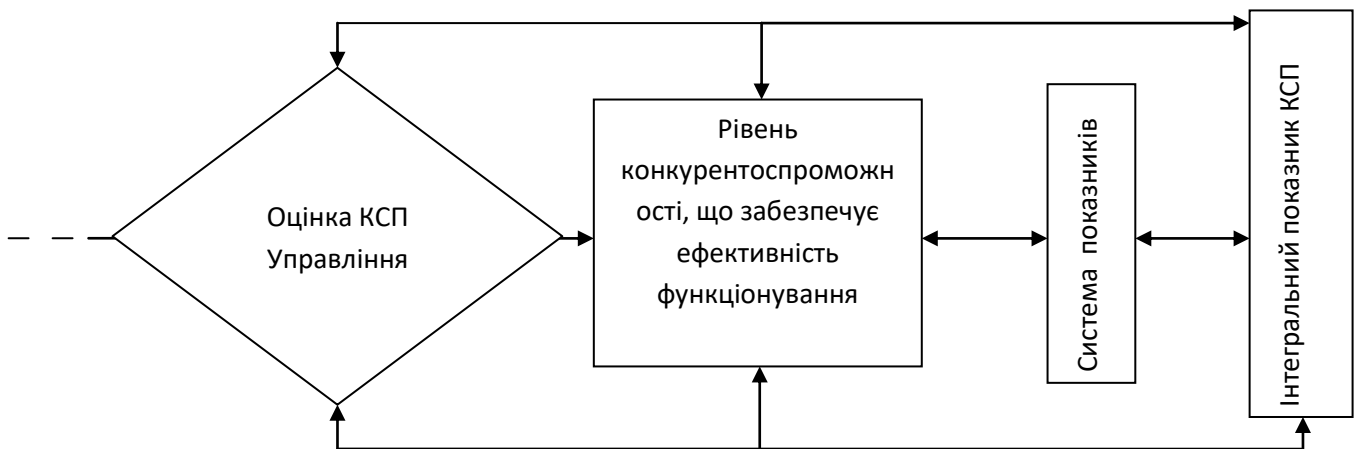 Оцінка КСП
Управління
Рівень
конкурентоспроможн
ості, що забезпечує
ефективність
функціонування
Система показників
Інтегральний показник КСП